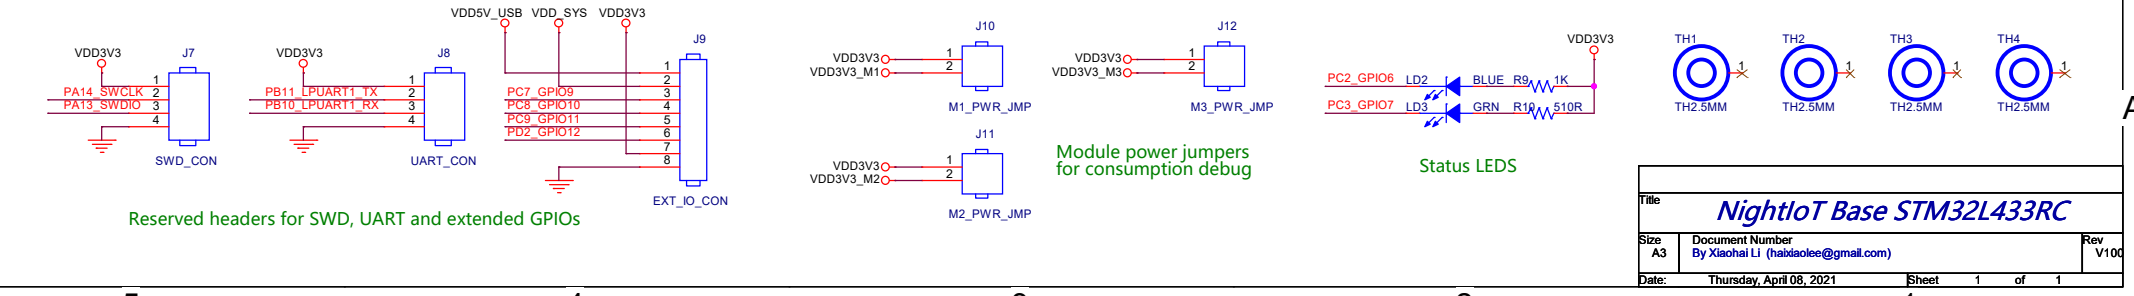 VDD5V_USB VDD_SYS VDD3V3
VDD3V3 J7
1
PA14_SWCLK 2
PA13_SWDIO 3
4
SWD_CON
VDD3V3 J8
1
PB11_LPUART1_TX 2
PB10_LPUART1_RX 3
4
UART_CON
J9
1
2
PC7_GPIO9 3
PC8_GPIO10 4
PC9_GPIO11 5
PD2_GPIO12 6
7
8
EXT_IO_CON
Reserved headers for SWD, UART and extended GPIOs
J10
VDD3V3 1
VDD3V3_M1 2
M1_PWR_JMP
J11
VDD3V3 1
VDD3V3_M2 2
M2_PWR_JMP
J12
VDD3V3 1
VDD3V3_M3 2
M3_PWR_JMP
Module power jumpers
for consumption debug
VDD3V3
PC2_GPIO6 LD2 BLUE R9 1K
PC3_GPIO7 LD3 GRN R10 510R
Status LEDS
TH1 TH2 TH3 TH4
1 1 1 1
TH2.5MM TH2.5MM TH2.5MM TH2.5MM
Title
NightIoT Base STM32L433RC
Size Document Number Rev
A3 By Xiaohai Li (haixiaolee@gmail.com) V100
Date: Thursday, April 08, 2021 Sheet 1 of 1